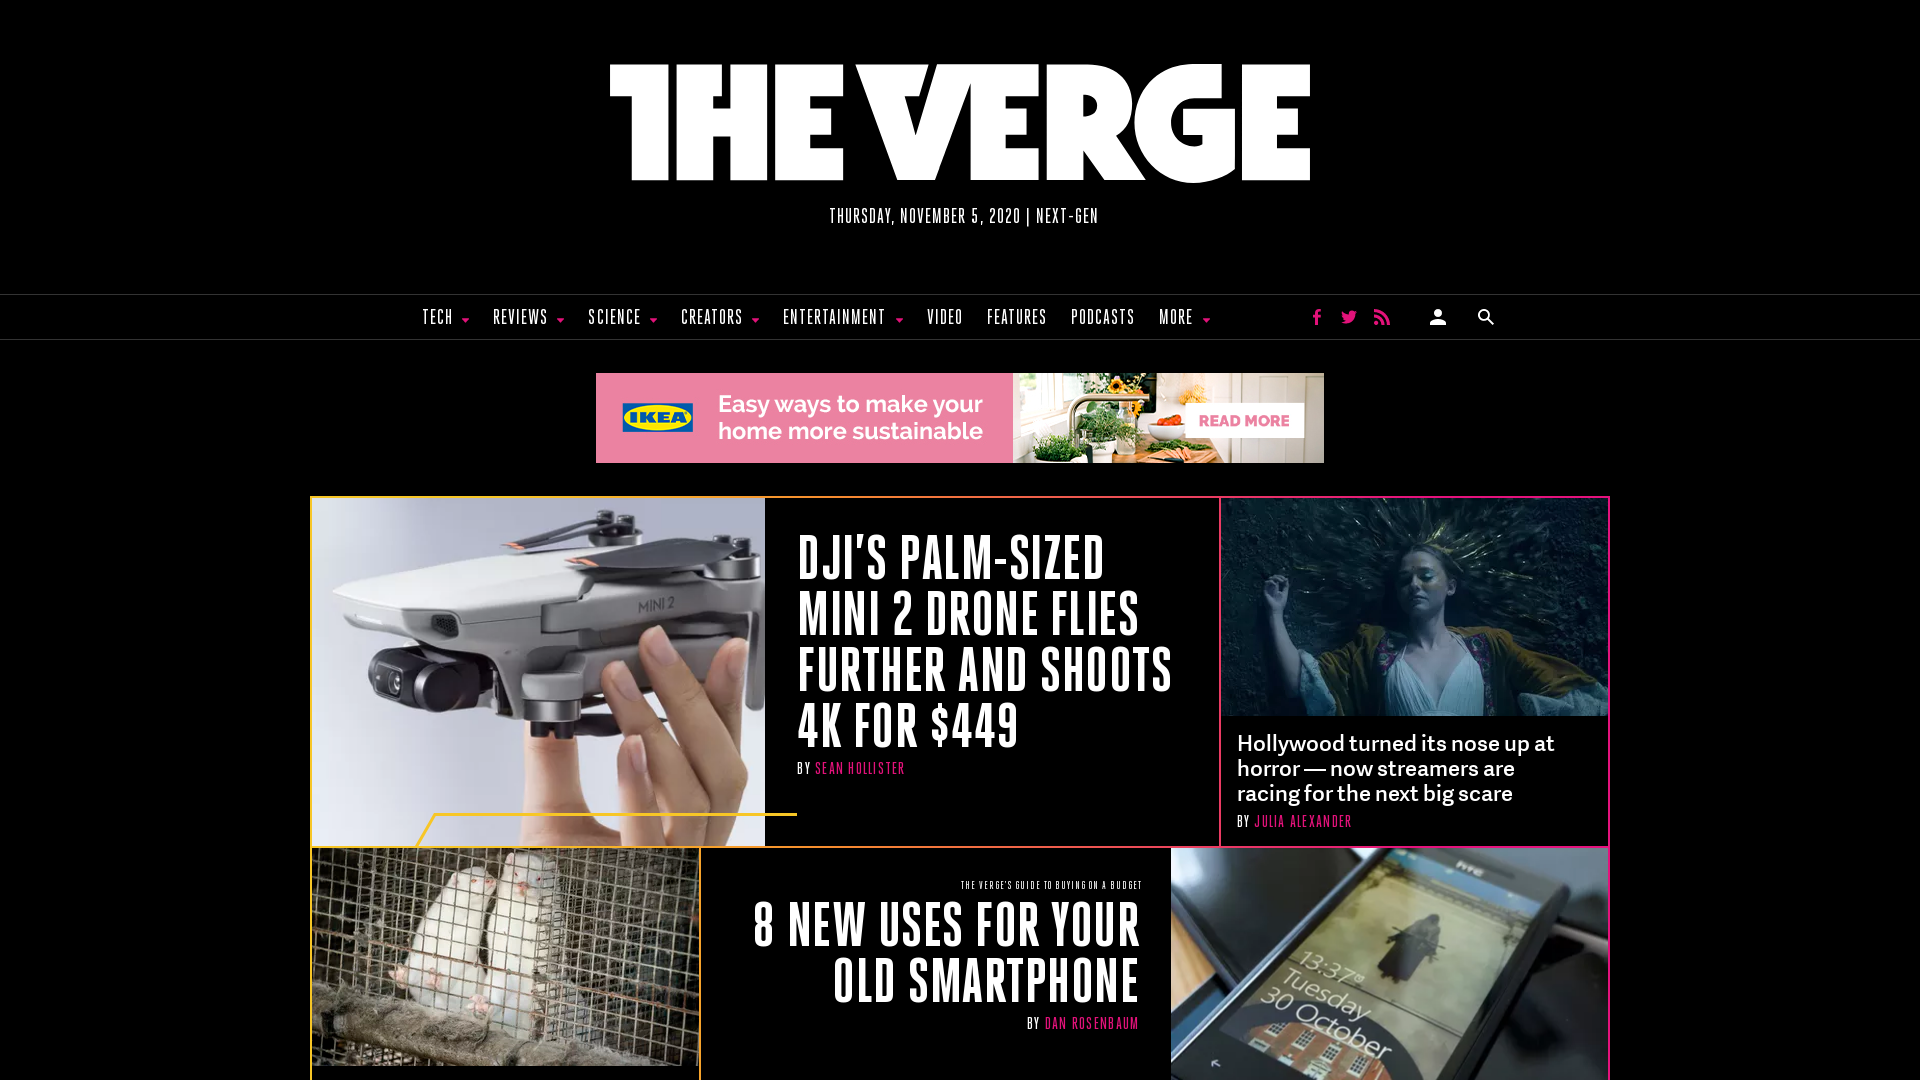 THE VERGE
THURSDAY, NOVEMBER 5, 2020 | NEXT-GEN
TECH REVIEWS SCIENCE CREATORS ENTERTAINMENT VIDEO FEATURES PODCASTS MORE
IKEA
Easy ways to make your
home more sustainable
READ MORE
MINI 2
DJI'S PALM-SIZED
MINI 2 DRONE FLIES
FURTHER AND SHOOTS
4K FOR $449
BY SEAN HOLLISTER
Hollywood turned its nose up at
horror — now streamers are
racing for the next big scare
BY JULIA ALEXANDER
THE VERGE'S GUIDE TO BUYING ON A BUDGET
8 NEW USES FOR YOUR
OLD SMARTPHONE
BY DAN ROSENBAUM
hTC
13:37
Tuesday
30 October